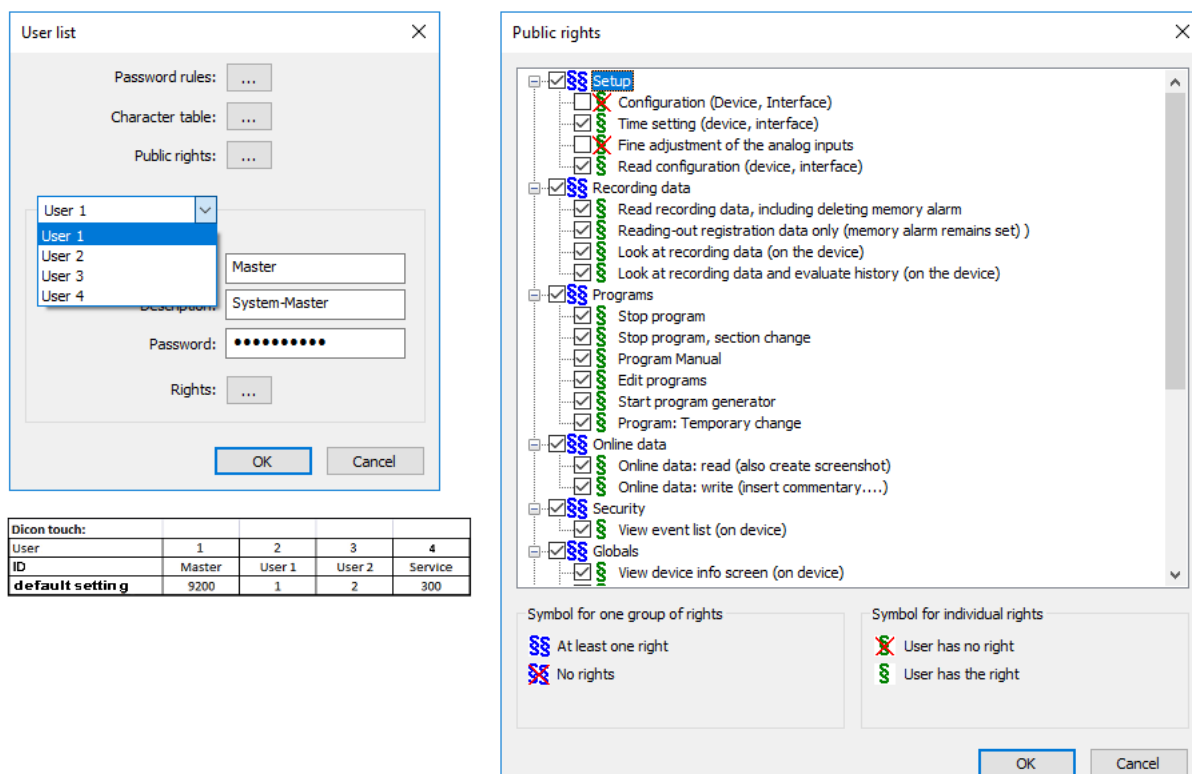 User list
Password rules: ...
Character table: ...
Public rights: ...
User 1
User 1
User 2
User 3
User 4
Master
Description: System-Master
Password: ••••••••••
Rights: ...
OK Cancel
Dicon touch:
User 1 2 3 4
ID Master User 1 User 2 Service
default setting 9200 1 2 300
Public rights
§§ Setup
§ Configuration (Device, Interface)
§ Time setting (device, interface)
§ Fine adjustment of the analog inputs
§ Read configuration (device, interface)
§§ Recording data
§ Read recording data, including deleting memory alarm
§ Reading-out registration data only (memory alarm remains set) )
§ Look at recording data (on the device)
§ Look at recording data and evaluate history (on the device)
§§ Programs
§ Stop program
§ Stop program, section change
§ Program Manual
§ Edit programs
§ Start program generator
§ Program: Temporary change
§§ Online data
§ Online data: read (also create screenshot)
§ Online data: write (insert commentary....)
§§ Security
§ View event list (on device)
§§ Globals
§ View device info screen (on device)
Symbol for one group of rights
§§ At least one right
§§ No rights
Symbol for individual rights
§ User has no right
§ User has the right
OK Cancel